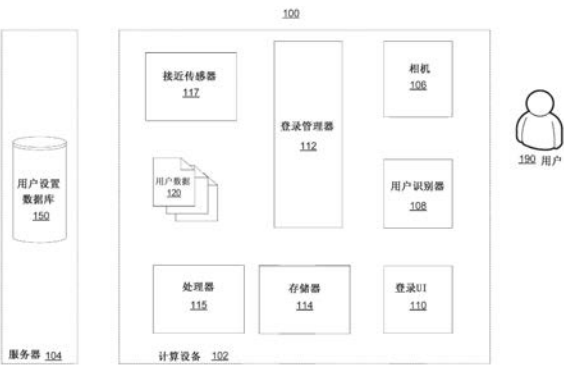 100
接近传感器
117
登录管理器
112
相机
106
190 用户
用户设置
数据库
150
用户数据
120
用户识别器
108
处理器
115
存储器
114
登录UI
110
服务器 104
计算设备 102